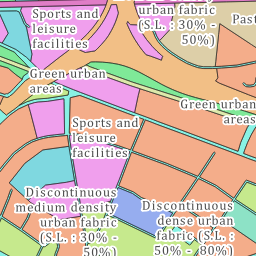 Sports and
leisure
facilities
urban fabric
(S.L. : 30% -
50%)
Past
Green urban
areas
Green urban
areas
Sports and
leisure
facilities
Discontinuous
medium density
urban fabric
(S.L. : 30% -
50%)
Discontinuous
dense urban
fabric (S.L. :
50% - 80%)